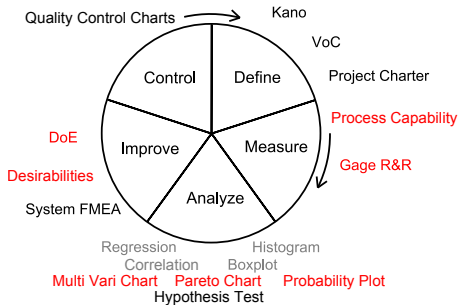 Quality Control Charts
Kano
VoC
Project Charter
Control
Define
Process Capability
DoE
Improve
Measure
Gage R&R
Desirabilities
Analyze
System FMEA
Regression
Histogram
Correlation
Boxplot
Multi Vari Chart
Pareto Chart
Probability Plot
Hypothesis Test